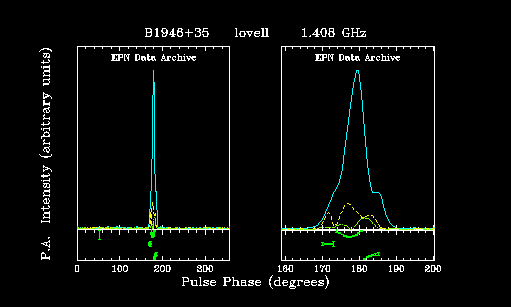 B1946+35 lovell 1.408 GHz
EPN Data Archive EPN Data Archive
P.A. Intensity (arbitrary units)
0 100 200 300 160 170 180 190 200
Pulse Phase (degrees)